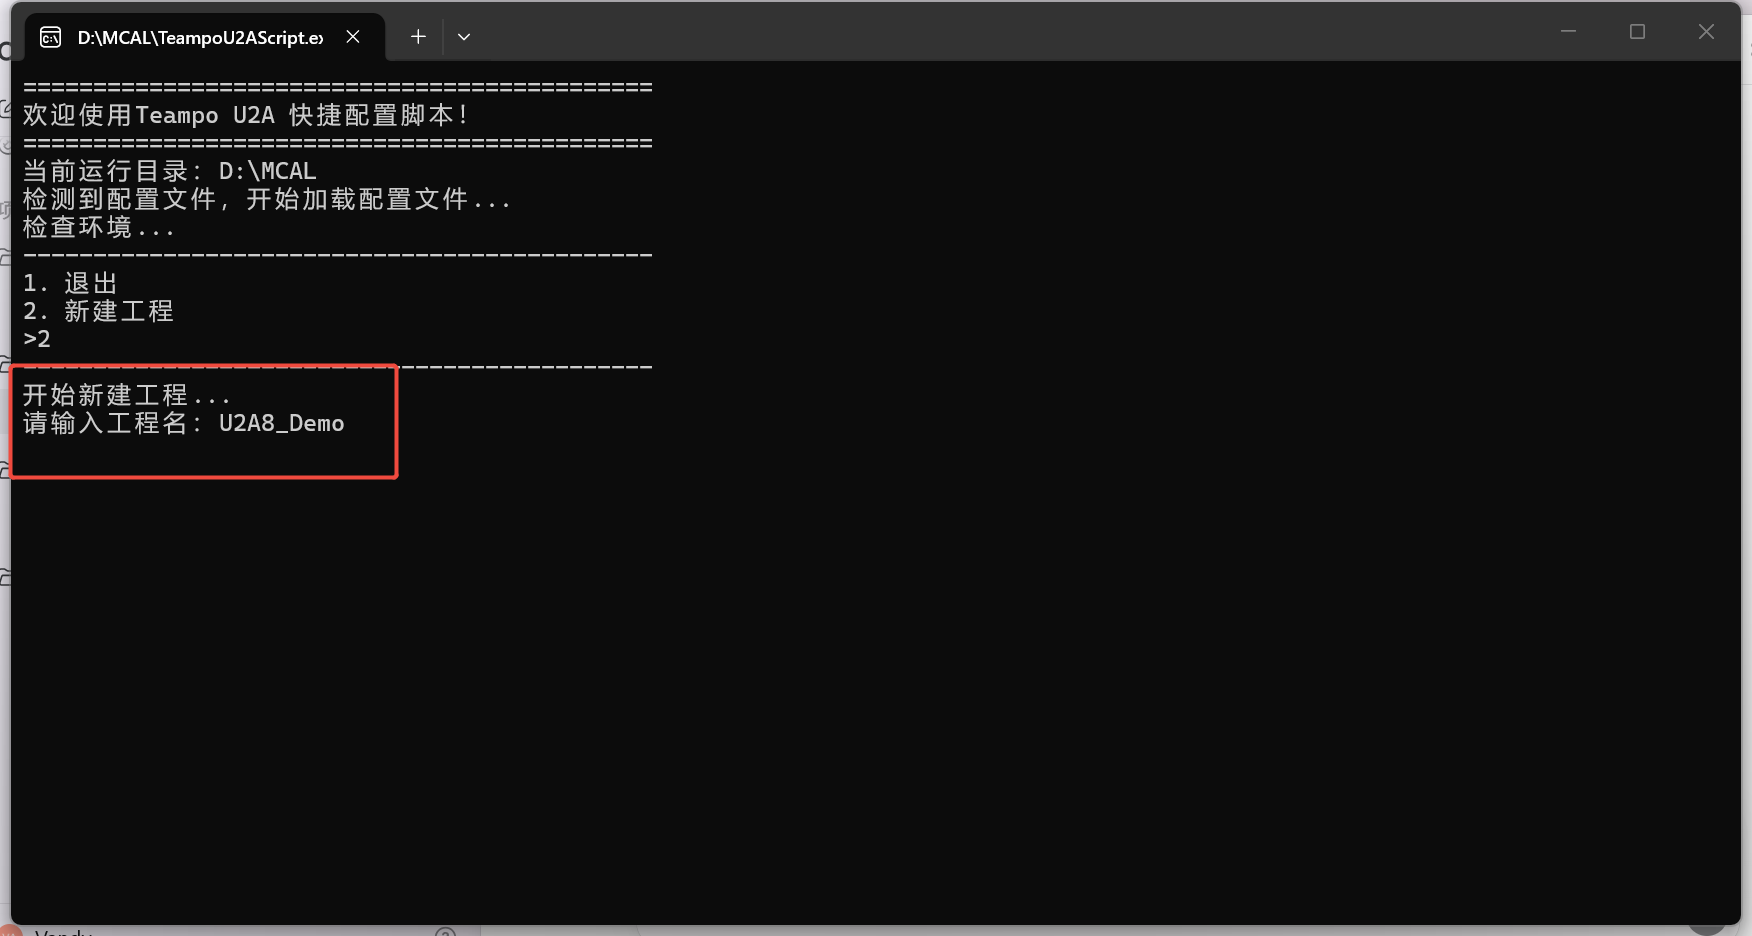 D:\MCAL\TeampoU2AScript.ex
=============================================
欢迎使用Teampo U2A 快捷配置脚本！
=============================================
当前运行目录：D:\MCAL
检测到配置文件，开始加载配置文件...
检查环境...
---------------------------------------------
1. 退出
2. 新建工程
>2
---------------------------------------------
开始新建工程...
请输入工程名：U2A8_Demo